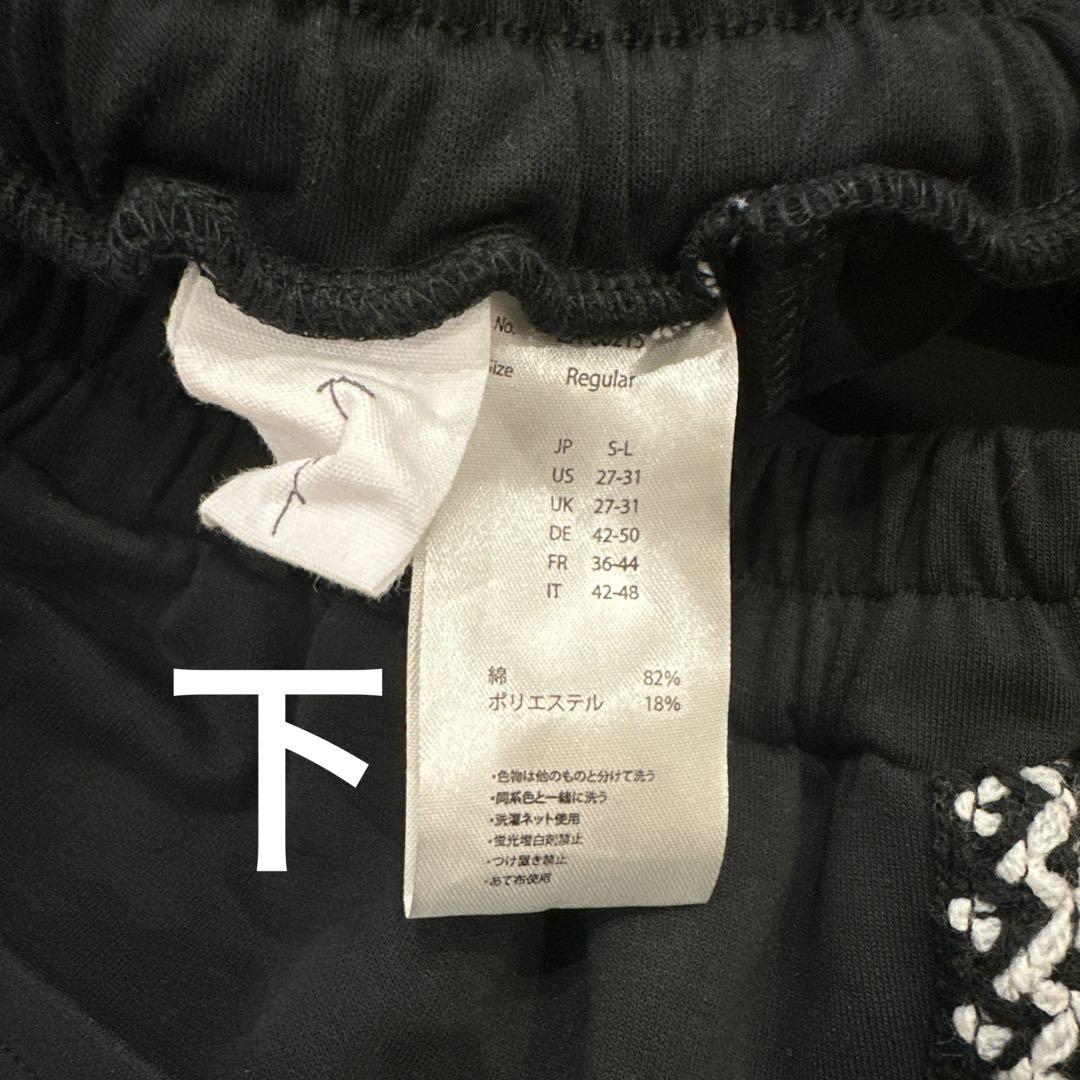 No.
Regular
JP S-L
US 27-31
UK 27-31
DE 42-50
FR 36-44
IT 42-48
綿 82%
ポリエステル 18%
・色物は他のものと分けて洗う
・同系色と一緒に洗う
・洗濯ネット使用
・蛍光増白剤禁止
・つけ置き禁止
・あて布使用
下